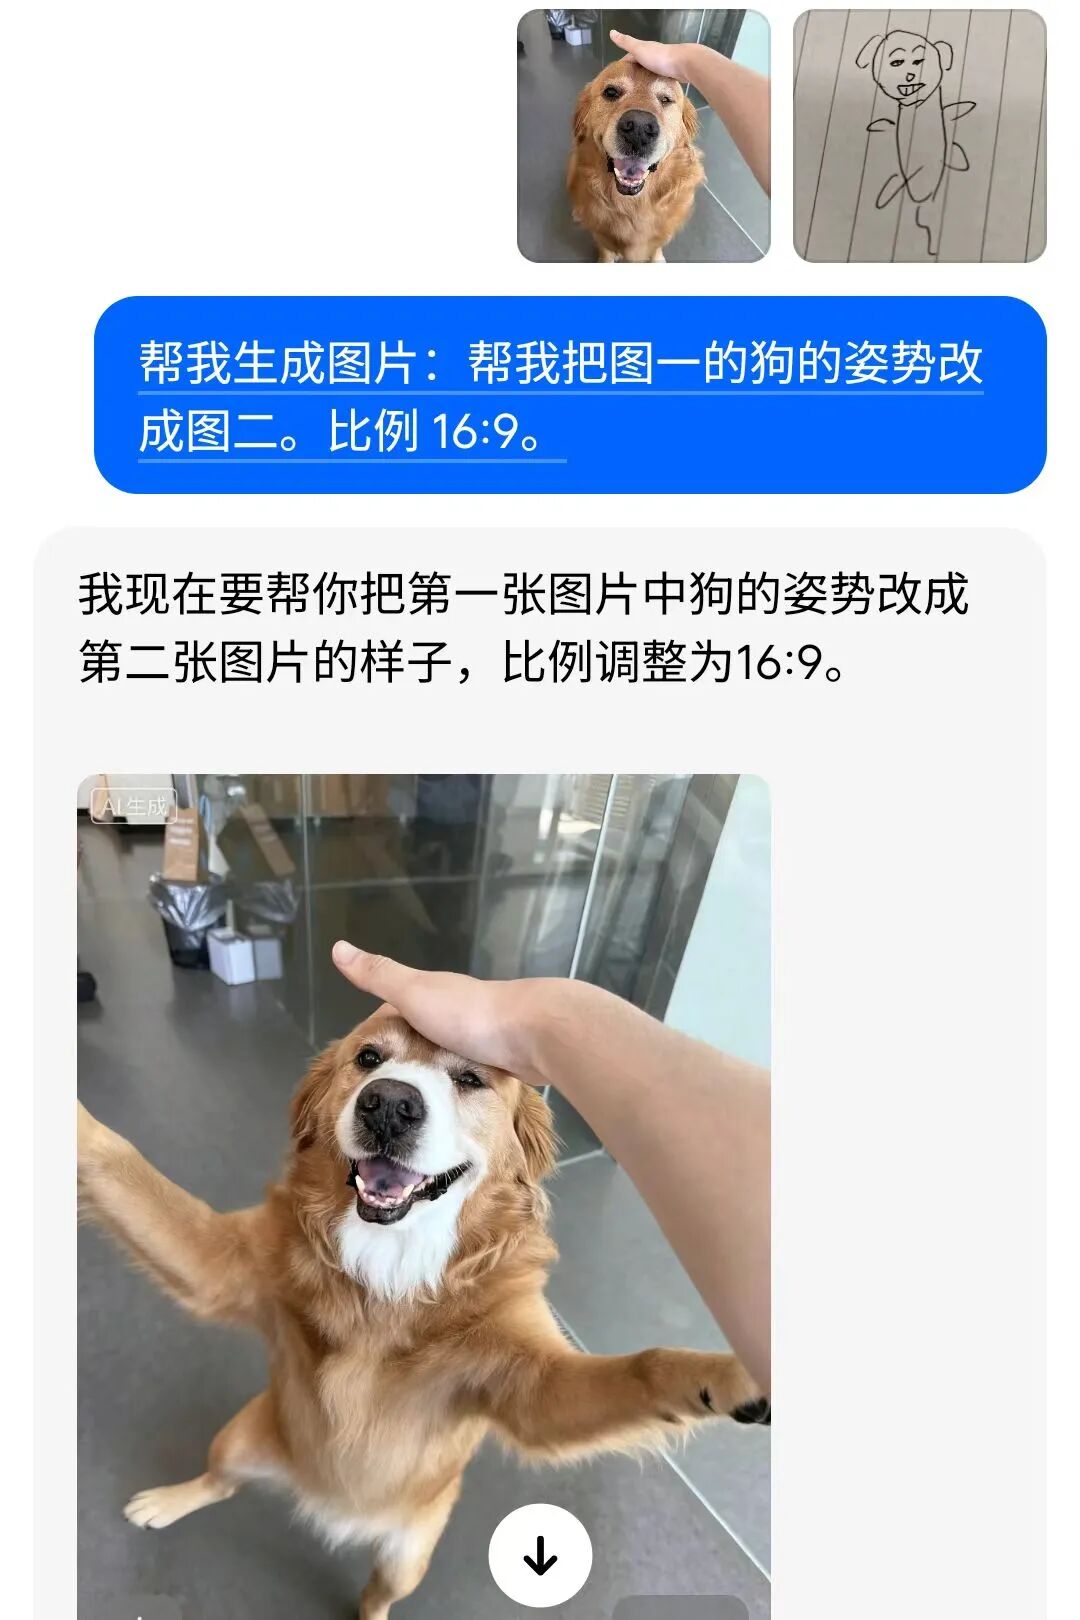 帮我生成图片：帮我把图一的狗的姿势改
成图二。比例 16:9。
我现在要帮你把第一张图片中狗的姿势改成
第二张图片的样子，比例调整为16:9。
AI生成